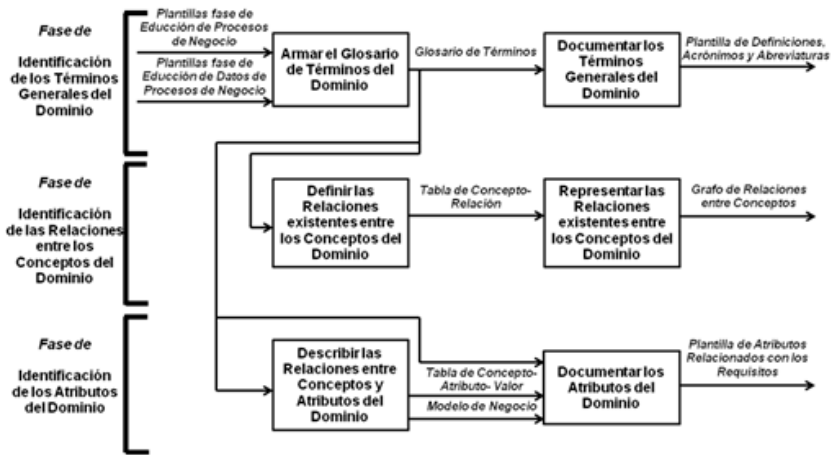 Fase de
Identificación
de los Términos
Generales del
Dominio
Plantillas fase de
Educción de Procesos
de Negocio
Plantillas fase de
Educción de Datos de
Procesos de Negocio
Armar el Glosario
de Términos del
Dominio
Glosario de Términos
Documentar los
Términos
Generales del
Dominio
Plantilla de Definiciones,
Acrónimos y Abreviaturas
Fase de
Identificación
de las Relaciones
entre los
Conceptos del
Dominio
Definir las
Relaciones
existentes entre
los Conceptos del
Dominio
Tabla de Concepto-
Relación
Representar las
Relaciones
existentes entre
los Conceptos del
Dominio
Grafo de Relaciones
entre Conceptos
Fase de
Identificación
de los Atributos
del Dominio
Describir las
Relaciones entre
Conceptos y
Atributos del
Dominio
Tabla de Concepto-
Atributo- Valor
Modelo de Negocio
Documentar los
Atributos del
Dominio
Plantilla de Atributos
Relacionados con los
Requisitos